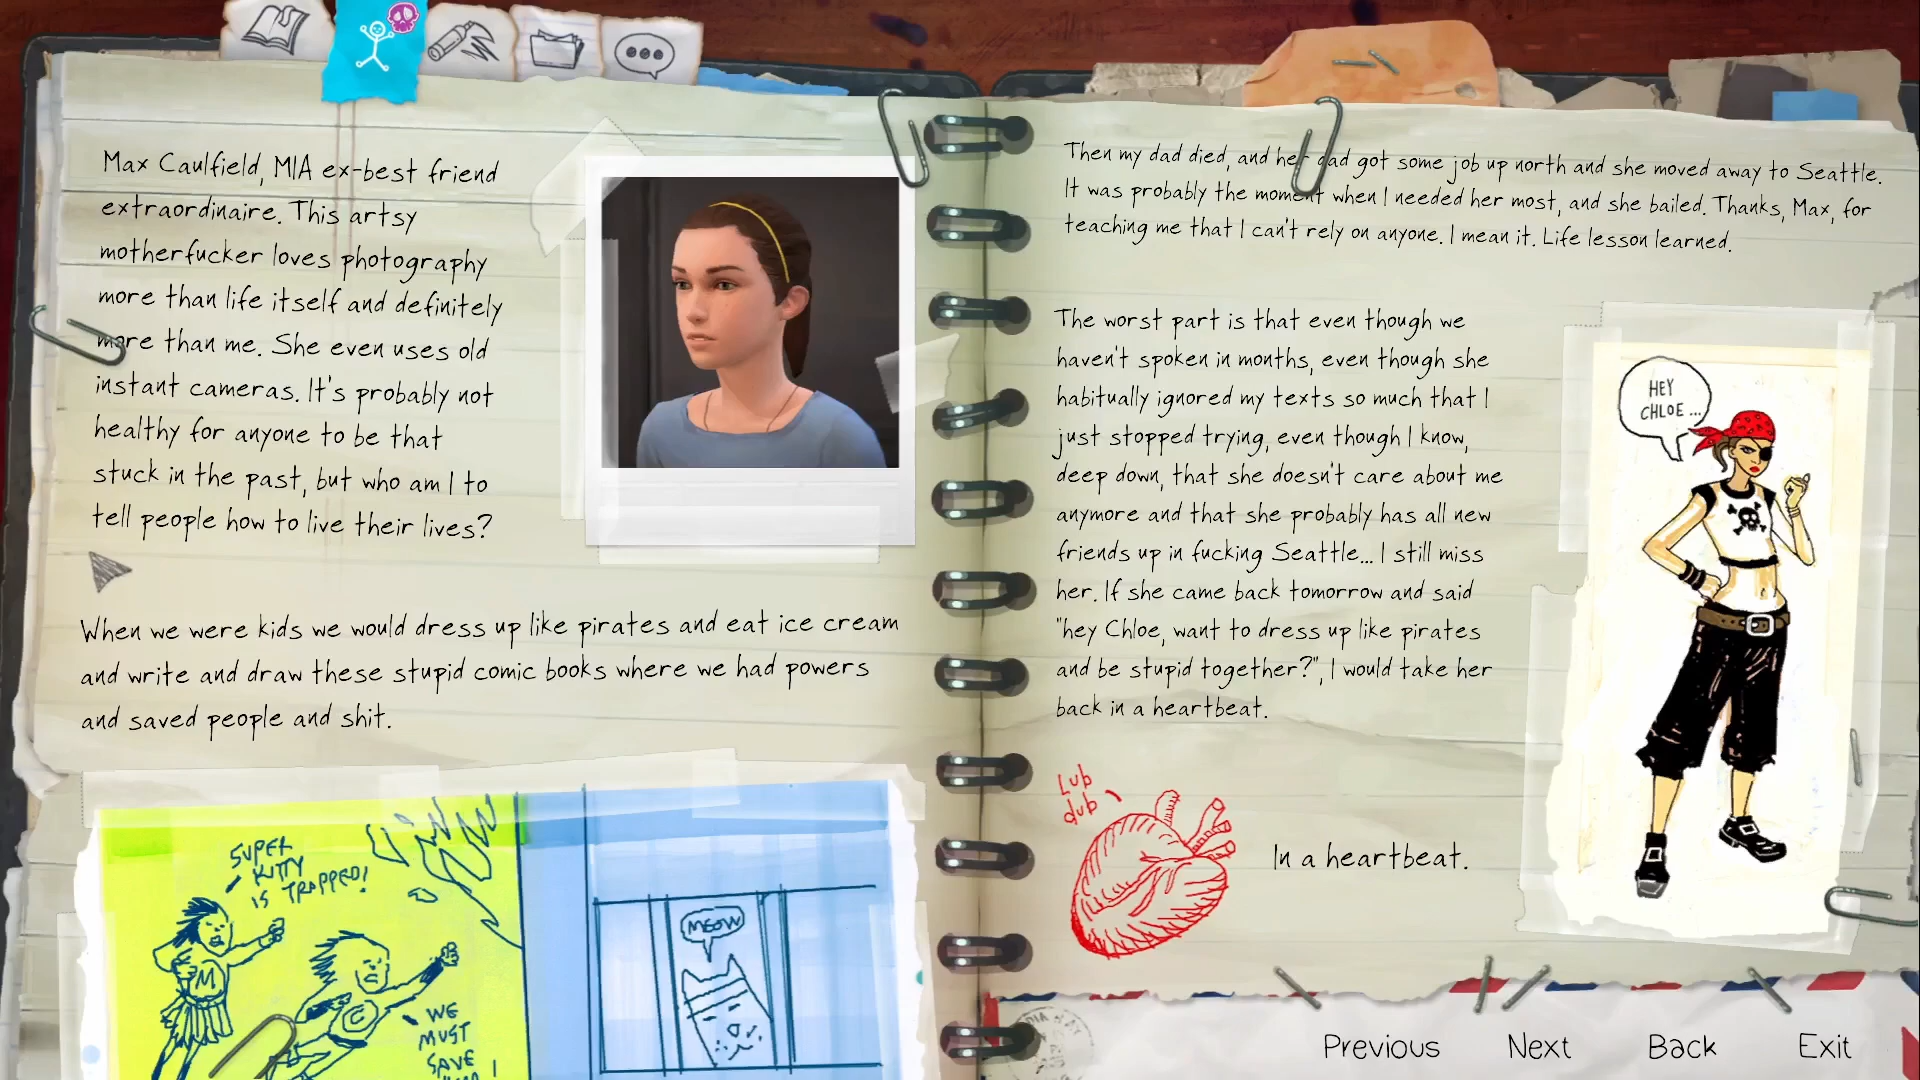 Max Caulfield, MIA ex-best friend
extraordinaire. This artsy
motherfucker loves photography
more than life itself and definitely
more than me. She even uses old
instant cameras. It's probably not
healthy for anyone to be that
stuck in the past, but who am I to
tell people how to live their lives?
When we were kids we would dress up like pirates and eat ice cream
and write and draw these stupid comic books where we had powers
and saved people and shit.
SUPER
KITTY
IS TRAPPED!
M
C
WE
MUST
SAVE
MEOW
Then my dad died, and her dad got some job up north and she moved away to Seattle.
It was probably the moment when I needed her most, and she bailed. Thanks, Max, for
teaching me that I can't rely on anyone. I mean it. Life lesson learned.
The worst part is that even though we
haven't spoken in months, even though she
habitually ignored my texts so much that I
just stopped trying, even though I know,
deep down, that she doesn't care about me
anymore and that she probably has all new
friends up in fucking Seattle... I still miss
her. If she came back tomorrow and said
"hey Chloe, want to dress up like pirates
and be stupid together?", I would take her
back in a heartbeat.
HEY
CHLOE...
Lub
dub
In a heartbeat.
Previous Next Back Exit